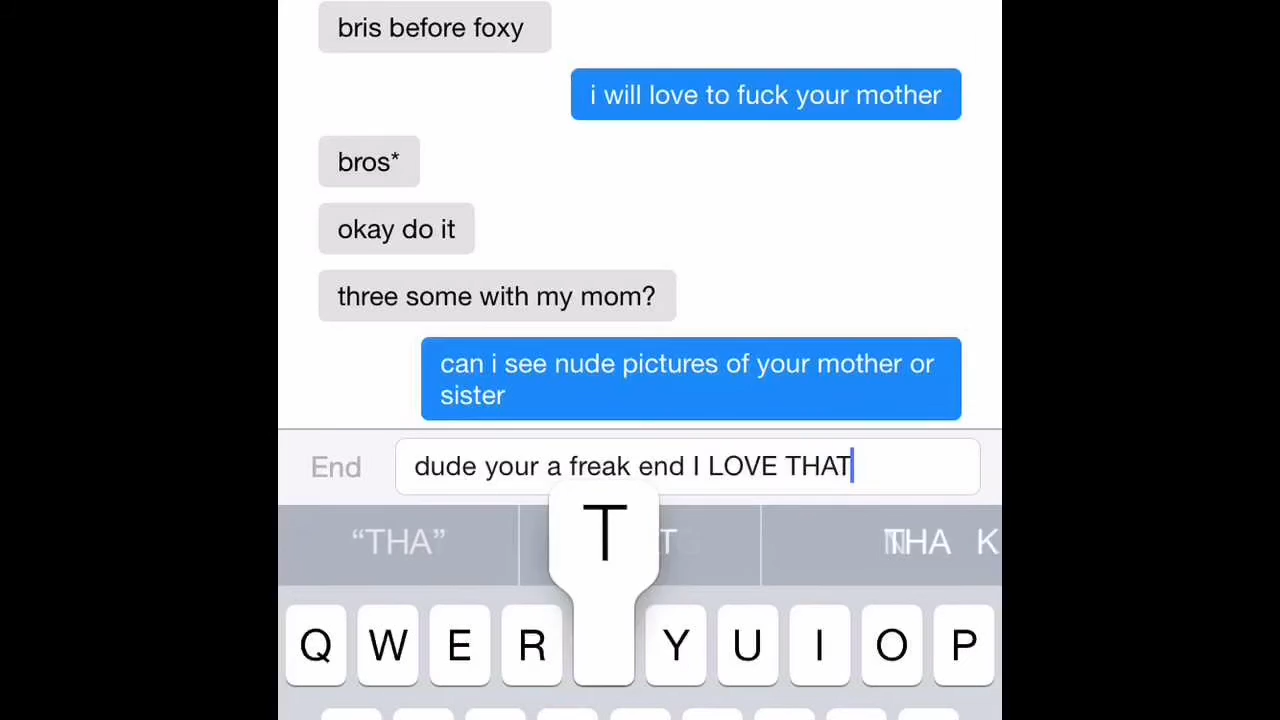 bris before foxy
i will love to fuck your mother
bros*
okay do it
three some with my mom?
can i see nude pictures of your mother or
sister
End
dude your a freak end I LOVE THAT
“THA” THA K
T
Q W E R Y U I O P